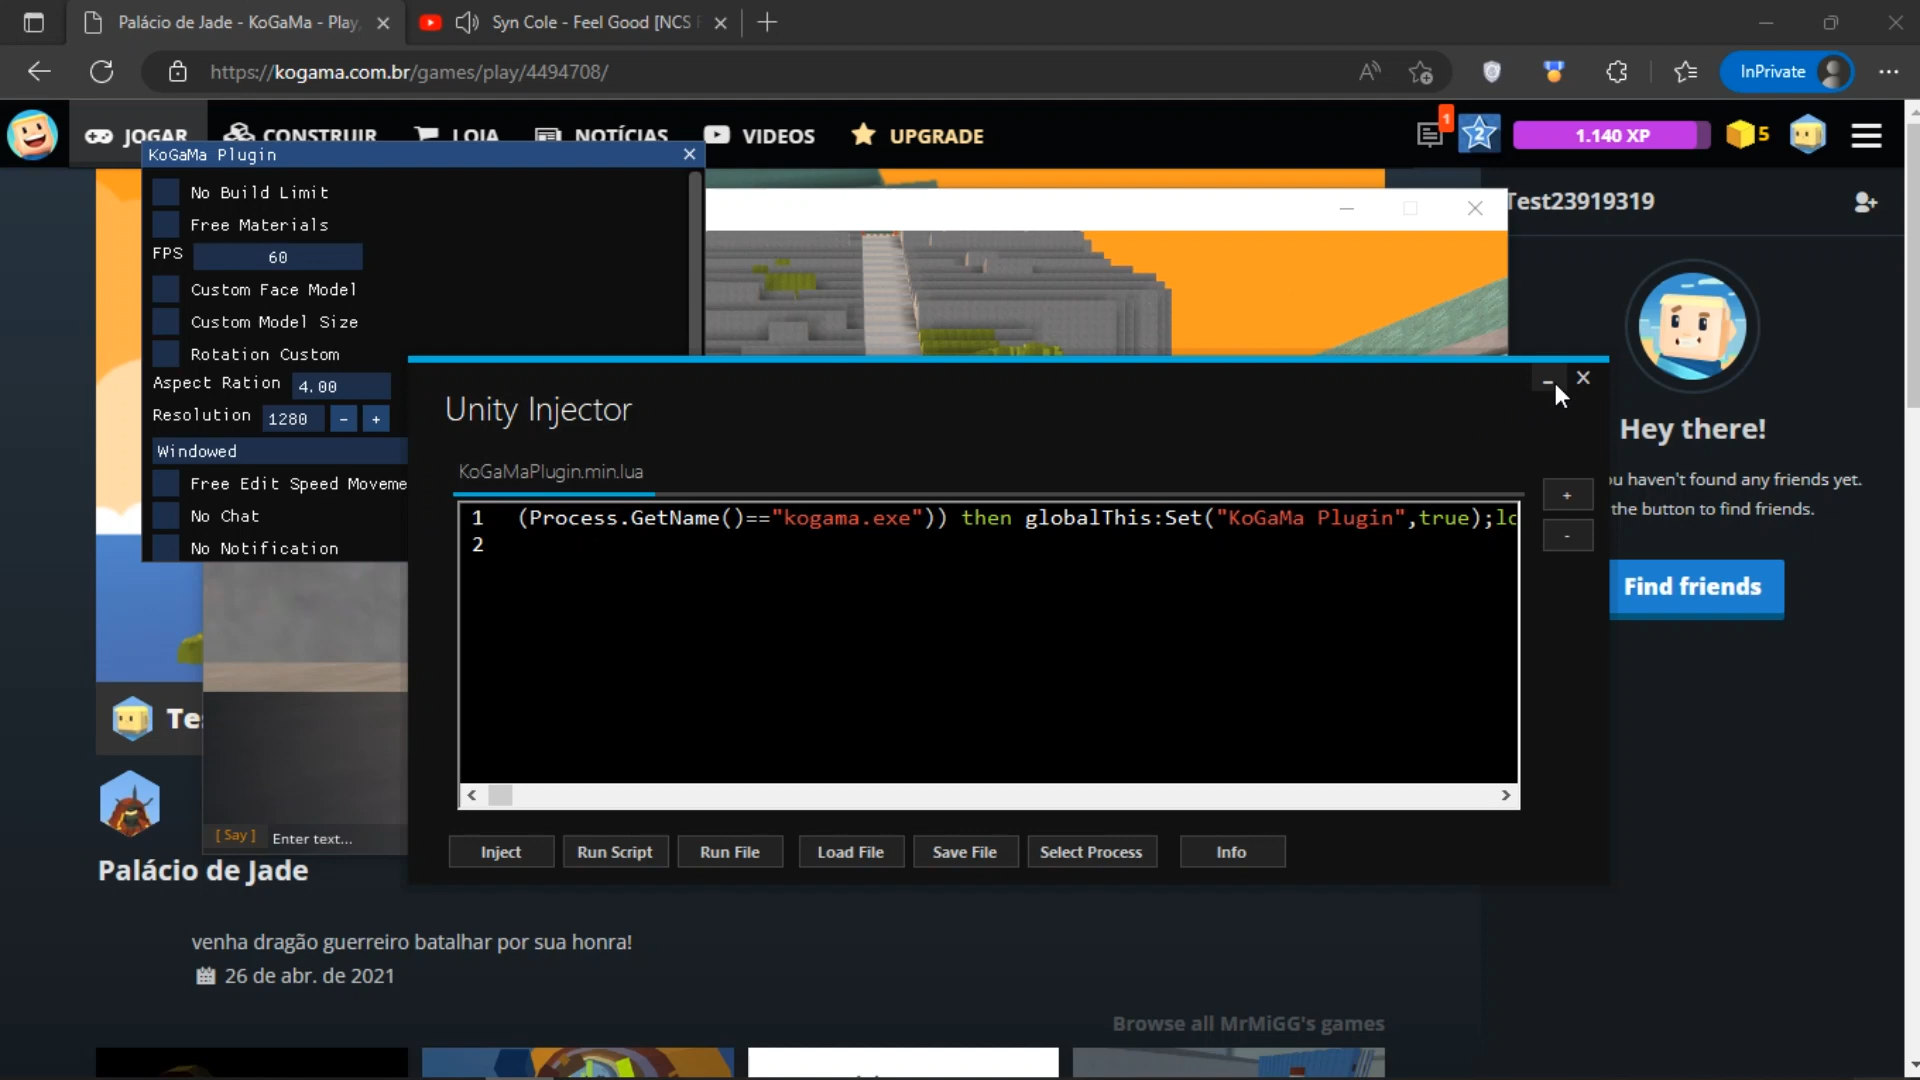 Palácio de Jade - KoGaMa - Play,
Syn Cole - Feel Good [NCS
https://kogama.com.br/games/play/4494708/
InPrivate
JOGAR
CONSTRUIR
LOJA
NOTÍCIAS
VIDEOS
UPGRADE
1
2
1.140 XP
5
KoGaMa Plugin
No Build Limit
Free Materials
FPS 60
Custom Face Model
Custom Model Size
Rotation Custom
Aspect Ration 4.00
Resolution 1280 - +
Windowed
Free Edit Speed Moveme
No Chat
No Notification
Test23919319
Hey there!
u haven't found any friends yet.
the button to find friends.
Find friends
Unity Injector
KoGaMaPlugin.min.lua
1 (Process.GetName()=="kogama.exe")) then globalThis:Set("KoGaMa Plugin",true);lc
2
+
-
Inject
Run Script
Run File
Load File
Save File
Select Process
Info
Te
[Say] Enter text...
Palácio de Jade
venha dragão guerreiro batalhar por sua honra!
26 de abr. de 2021
Browse all MrMiGG's games